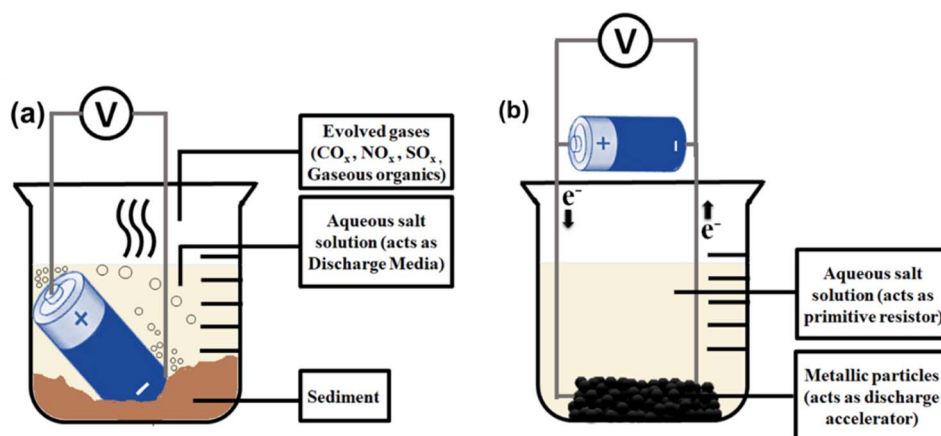 (a)
V
Evolved gases
(COx, NOx, SOx,
Gaseous organics)
Aqueous salt
solution (acts as
Discharge Media)
+
–
Sediment
(b)
V
+
–
e-
e-
Aqueous salt
solution (acts as
primitive resistor)
Metallic particles
(acts as discharge
accelerator)